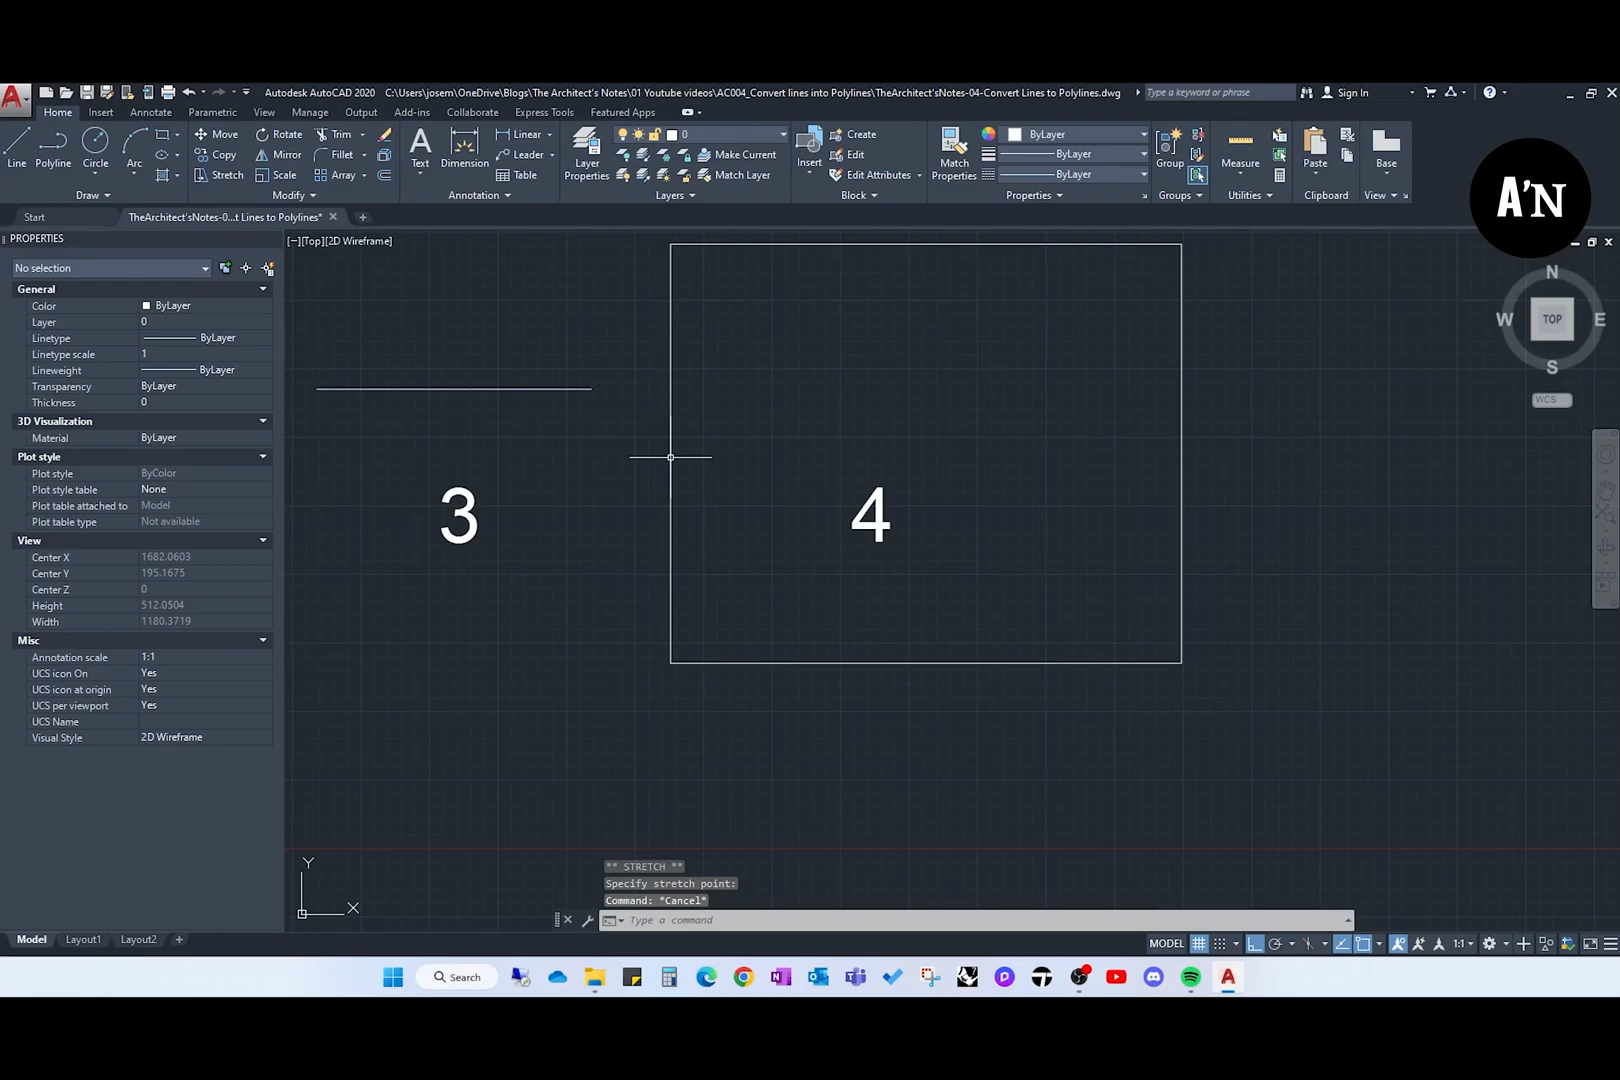 Autodesk AutoCAD 2020 C:\Users\josem\OneDrive\Blogs\The Architect's Notes\01 Youtube videos\AC004_Convert lines into Polylines\TheArchitect'sNotes-04-Convert Lines to Polylines.dwg Type a keyword or phrase Sign In
Home Insert Annotate Parametric View Manage Output Add-ins Collaborate Express Tools Featured Apps
Move Rotate Trim Linear 0 Create ByLayer
Copy Mirror Fillet Leader Make Current Edit ByLayer
Line Polyline Circle Arc Text Dimension Layer Properties Insert Match Properties Group Measure Paste Base
Stretch Scale Array Table Match Layer Edit Attributes ByLayer
Draw Modify Annotation Layers Block Properties Groups Utilities Clipboard View
A'N
Start TheArchitect'sNotes-0...t Lines to Polylines*
PROPERTIES
[−][Top][2D Wireframe]
No selection
General
Color ByLayer
Layer 0
Linetype ByLayer
Linetype scale 1
Lineweight ByLayer
Transparency ByLayer
Thickness 0
3D Visualization
Material ByLayer
Plot style
Plot style ByColor
Plot style table None
Plot table attached to Model
Plot table type Not available
View
Center X 1682.0603
Center Y 195.1675
Center Z 0
Height 512.0504
Width 1180.3719
Misc
Annotation scale 1:1
UCS icon On Yes
UCS icon at origin Yes
UCS per viewport Yes
UCS Name
Visual Style 2D Wireframe
N
W TOP E
S
WCS
3
4
Y
X
** STRETCH **
Specify stretch point:
Command: *Cancel*
Type a command
Model Layout1 Layout2 +
MODEL 1:1
Search